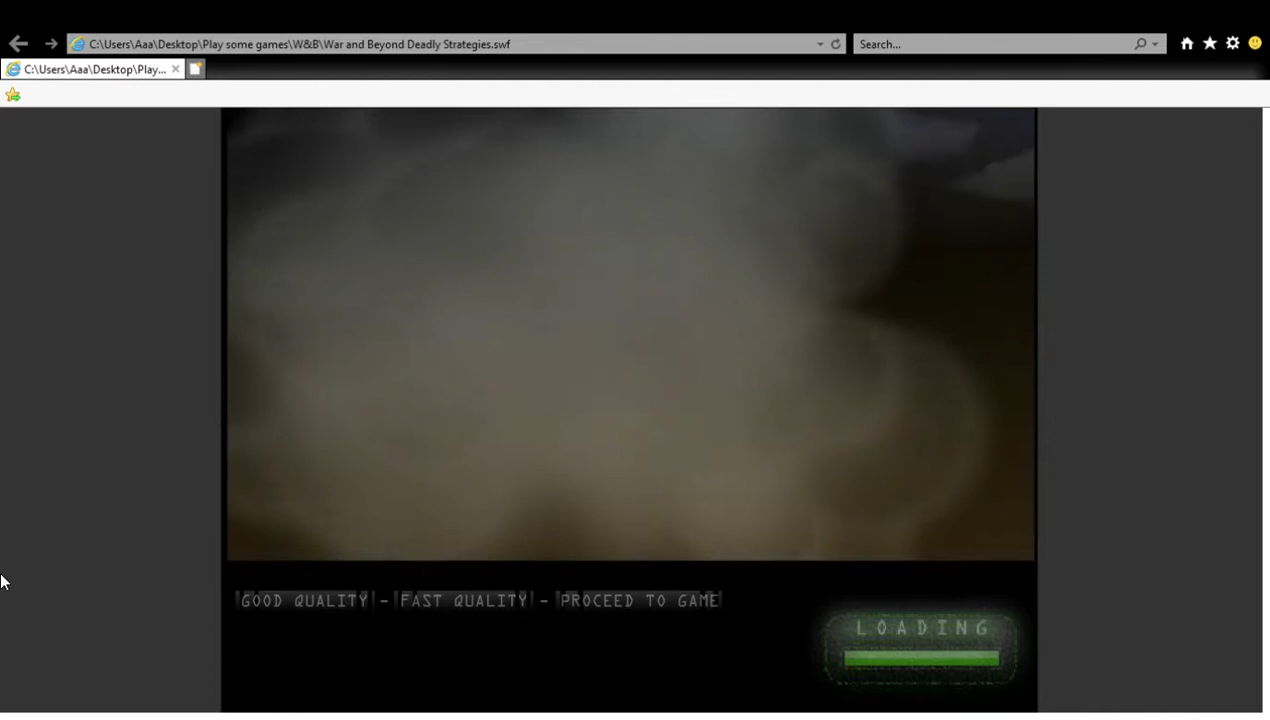 C:\Users\Aaa\Desktop\Play some games\W&B\War and Beyond Deadly Strategies.swf
Search...
C:\Users\Aaa\Desktop\Play...
GOOD QUALITY - FAST QUALITY - PROCEED TO GAME
LOADING